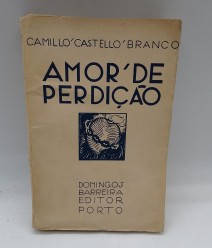 CAMILLO'CASTELLO'BRANCO
AMOR'DE
PERDIÇÃO
DOMINGOS
BARREIRA
EDITOR
PORTO